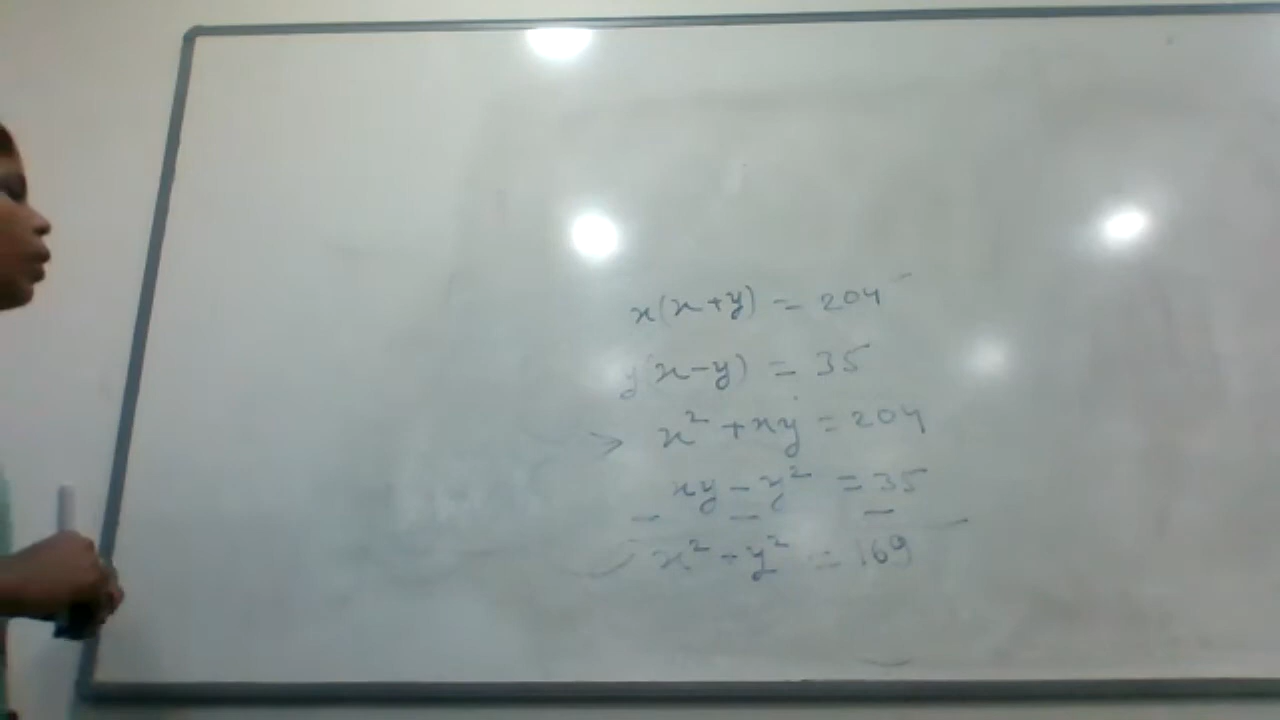 x(x+y) = 204
y(x-y) = 35
> x² + xy = 204
xy - y² = 35
- - -
x² + y² = 169